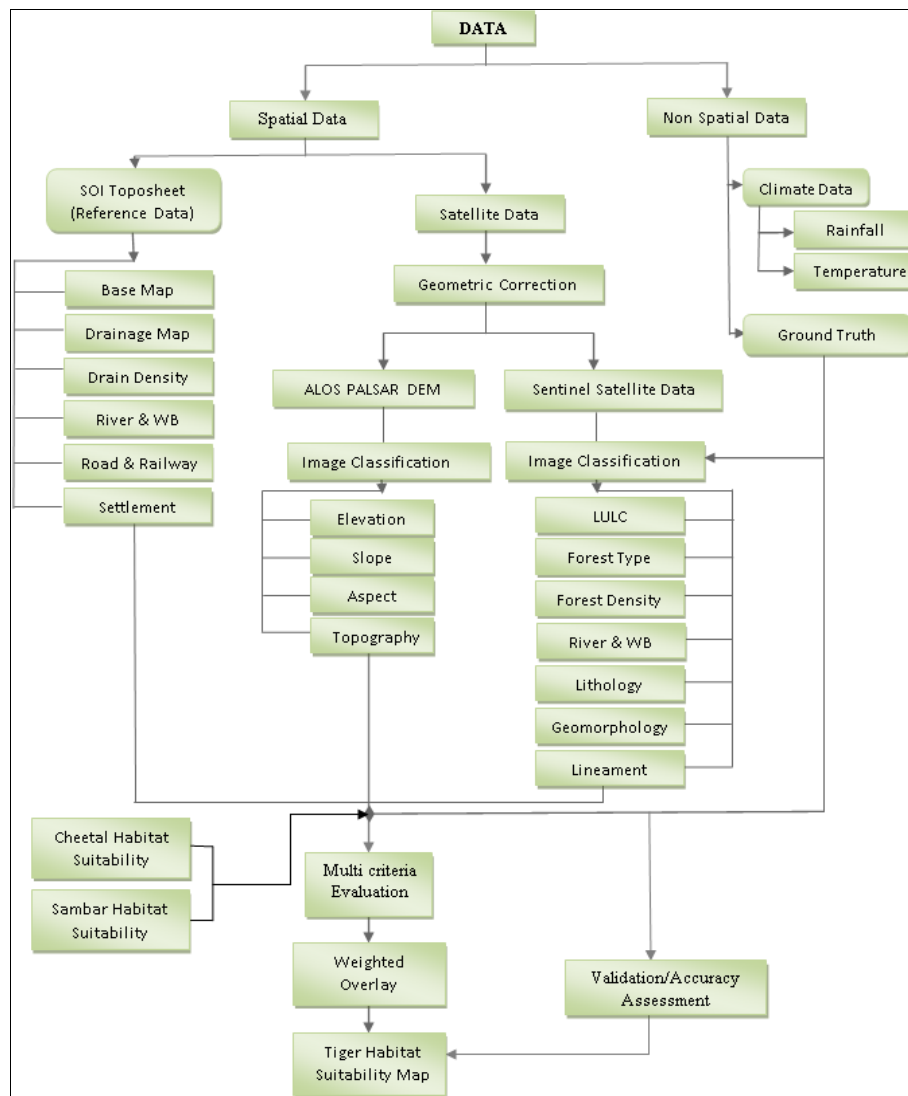 DATA
Spatial Data
Non Spatial Data
SOI Toposheet
(Reference Data)
Satellite Data
Climate Data
Rainfall
Temperature
Base Map
Geometric Correction
Drainage Map
Ground Truth
Drain Density
ALOS PALSAR DEM
Sentinel Satellite Data
River & WB
Road & Railway
Image Classification
Image Classification
Settlement
Elevation
Slope
Aspect
Topography
LULC
Forest Type
Forest Density
River & WB
Lithology
Geomorphology
Lineament
Cheetal Habitat
Suitability
Sambar Habitat
Suitability
Multi criteria
Evaluation
Weighted
Overlay
Validation/Accuracy
Assessment
Tiger Habitat
Suitability Map